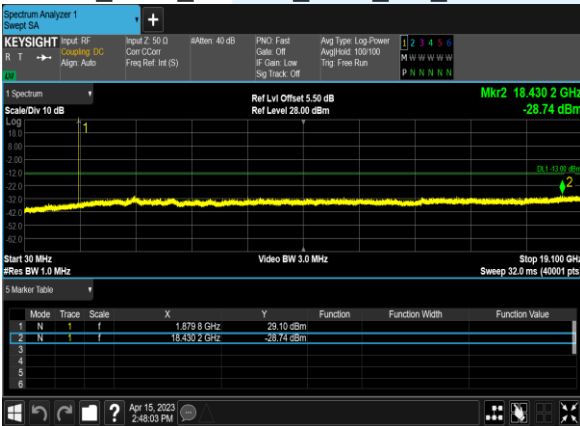 Spectrum Analyzer 1
Swept SA
+
KEYSIGHT Input: RF Input Z: 50 Ω #Atten: 40 dB PNO: Fast Avg Type: Log-Power 1 2 3 4 5 6
R T Coupling: DC Corr CCorr Gate: Off Avg|Hold: 100/100 M W W W W W
Align: Auto Freq Ref: Int (S) IF Gain: Low Trig: Free Run
Sig Track: Off P N N N N N
1 Spectrum
Ref Lvl Offset 5.50 dB Mkr2 18.430 2 GHz
Scale/Div 10 dB Ref Level 28.00 dBm -28.74 dBm
Log
18.0
8.00
-2.00
-12.0
-22.0
-32.0
-42.0
-52.0
-62.0
1
DL1 -13.00 dBm
2
Start 30 MHz Video BW 3.0 MHz Stop 19.100 GHz
#Res BW 1.0 MHz Sweep 32.0 ms (40001 pts
5 Marker Table
Mode Trace Scale X Y Function Function Width Function Value
1 N 1 f 1.879 8 GHz 29.10 dBm
2 N 1 f 18.430 2 GHz -28.74 dBm
3
4
5
6
? Apr 15, 2023
2:48:03 PM